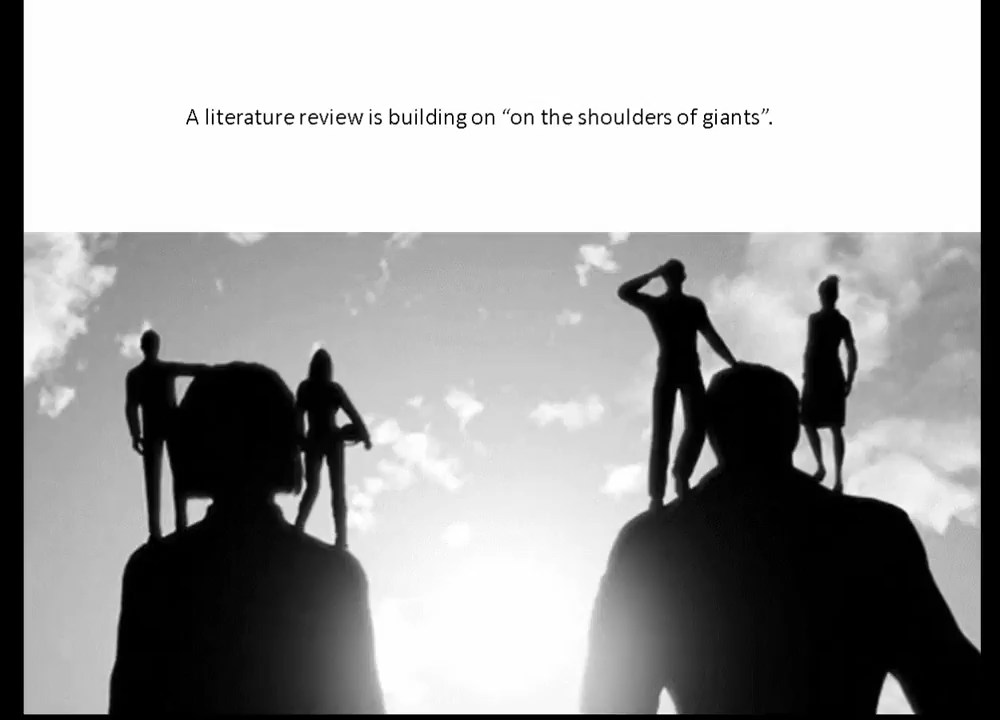 A literature review is building on “on the shoulders of giants”.